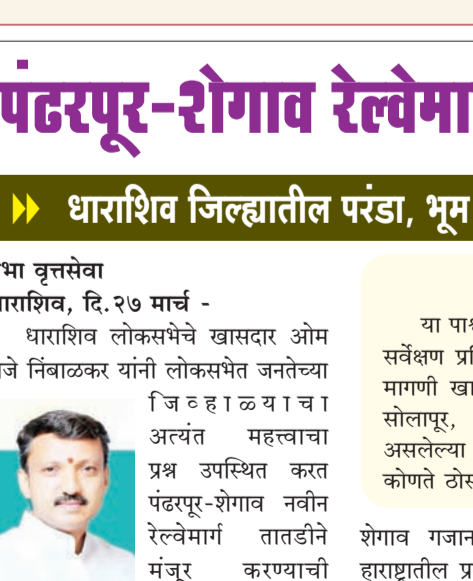 पंढरपूर-शेगाव रेल्वेमा
धाराशिव जिल्ह्यातील परंडा, भूम
भा वृत्तसेवा
ाराशिव, दि.२७ मार्च -
धाराशिव लोकसभेचे खासदार ओम
जे निंबाळकर यांनी लोकसभेत जनतेच्या
जिव्हाळ्याचा
अत्यंत महत्त्वाचा
प्रश्न उपस्थित करत
पंढरपूर-शेगाव नवीन
रेल्वेमार्ग तातडीने
मंजूर करण्याची
या पाश्
सर्वेक्षण प्रि
मागणी खा
सोलापूर,
असलेल्या
कोणते ठोस
शेगाव गजान
हाराष्ट्रातील प्र